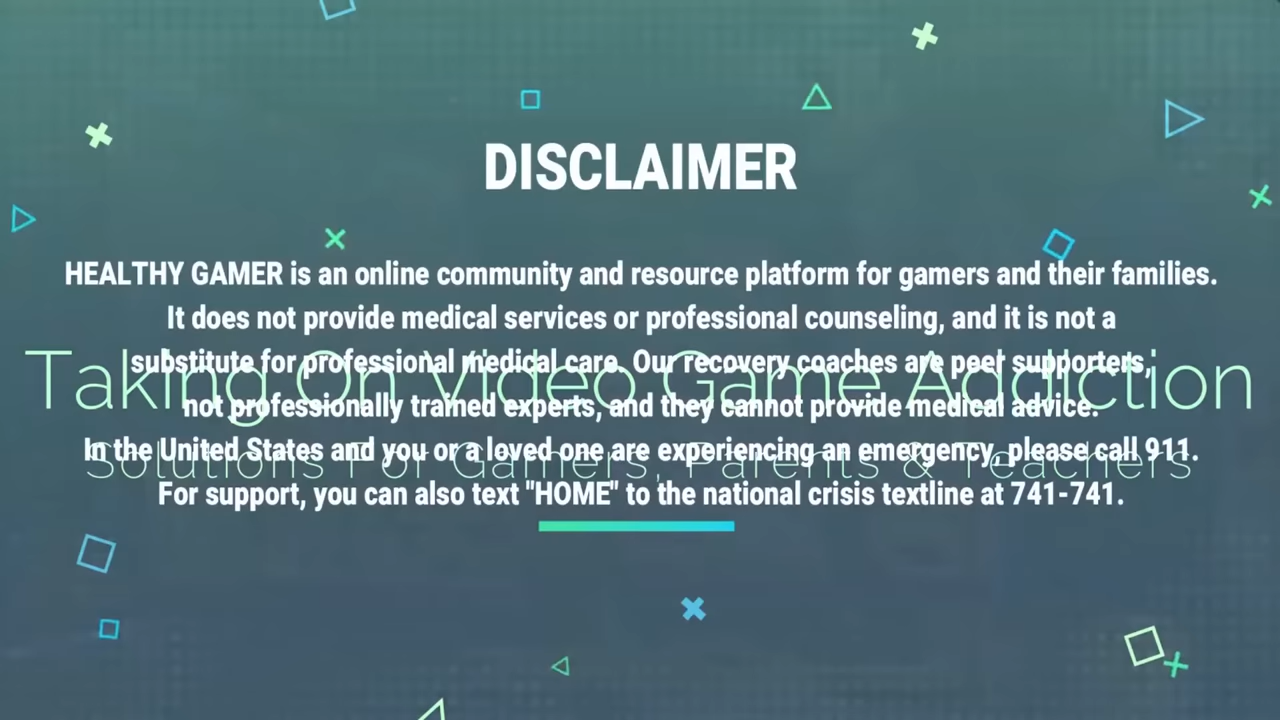 DISCLAIMER
HEALTHY GAMER is an online community and resource platform for gamers and their families.
It does not provide medical services or professional counseling, and it is not a
substitute for professional medical care. Our recovery coaches are peer supporters,
Taking On Video Game Addiction
not professionally trained experts, and they cannot provide medical advice.
In the United States and you or a loved one are experiencing an emergency, please call 911.
Solutions For Gamers, Parents & Teachers
For support, you can also text "HOME" to the national crisis textline at 741-741.